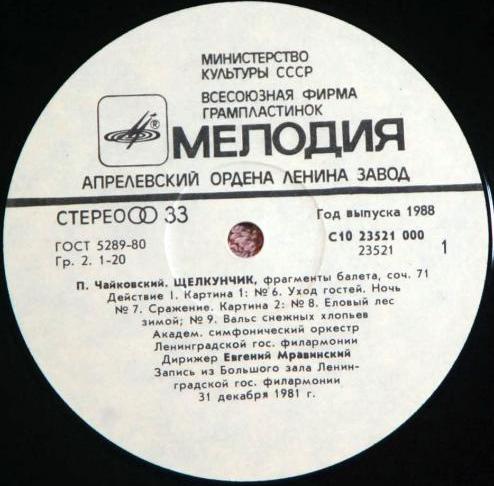 МИНИСТЕРСТВО
КУЛЬТУРЫ СССР
ВСЕСОЮЗНАЯ ФИРМА
ГРАМПЛАСТИНОК
® МЕЛОДИЯ
АПРЕЛЕВСКИЙ ОРДЕНА ЛЕНИНА ЗАВОД
СТЕРЕО 33
Год выпуска 1988
ГОСТ 5289-80
С10 23521 000
Гр. 2. 1-20
23521
1
П. Чайковский. ЩЕЛКУНЧИК, фрагменты балета, соч. 71
Действие I. Картина 1: № 6. Уход гостей. Ночь
№ 7. Сражение. Картина 2: № 8. Еловый лес
зимой; № 9. Вальс снежных хлопьев
Академ. симфонический оркестр
Ленинградской гос. филармонии
Дирижер Евгений Мравинский
Запись из Большого зала Ленин-
градской гос. филармонии
31 декабря 1981 г.